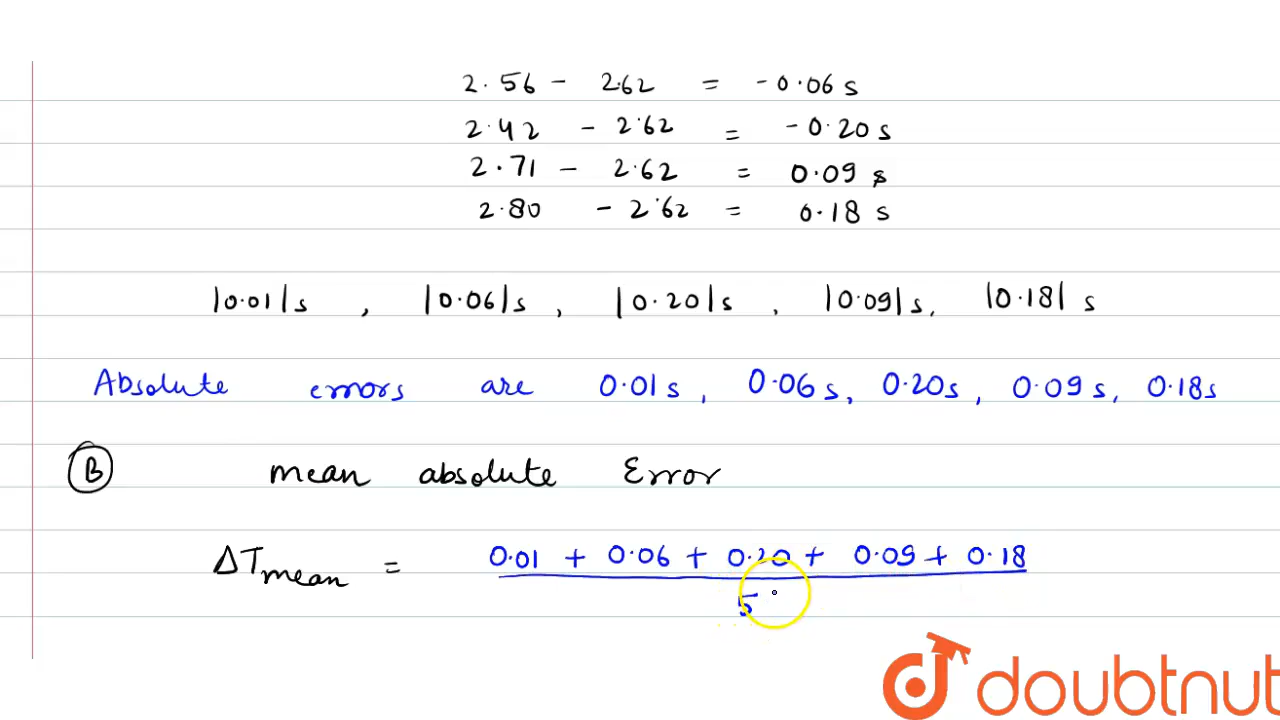 2.56 - 2.62 = -0.06 s
2.42 - 2.62 = -0.20 s
2.71 - 2.62 = 0.09 s
2.80 - 2.62 = 0.18 s
|0.01| s , |0.06| s , |0.20| s , |0.09| s, |0.18| s
Absolute errors are 0.01 s , 0.06 s, 0.20 s , 0.09 s, 0.18 s
B mean absolute Error
ΔTmean = 0.01 + 0.06 + 0.20 + 0.09 + 0.18
5
doubtnut